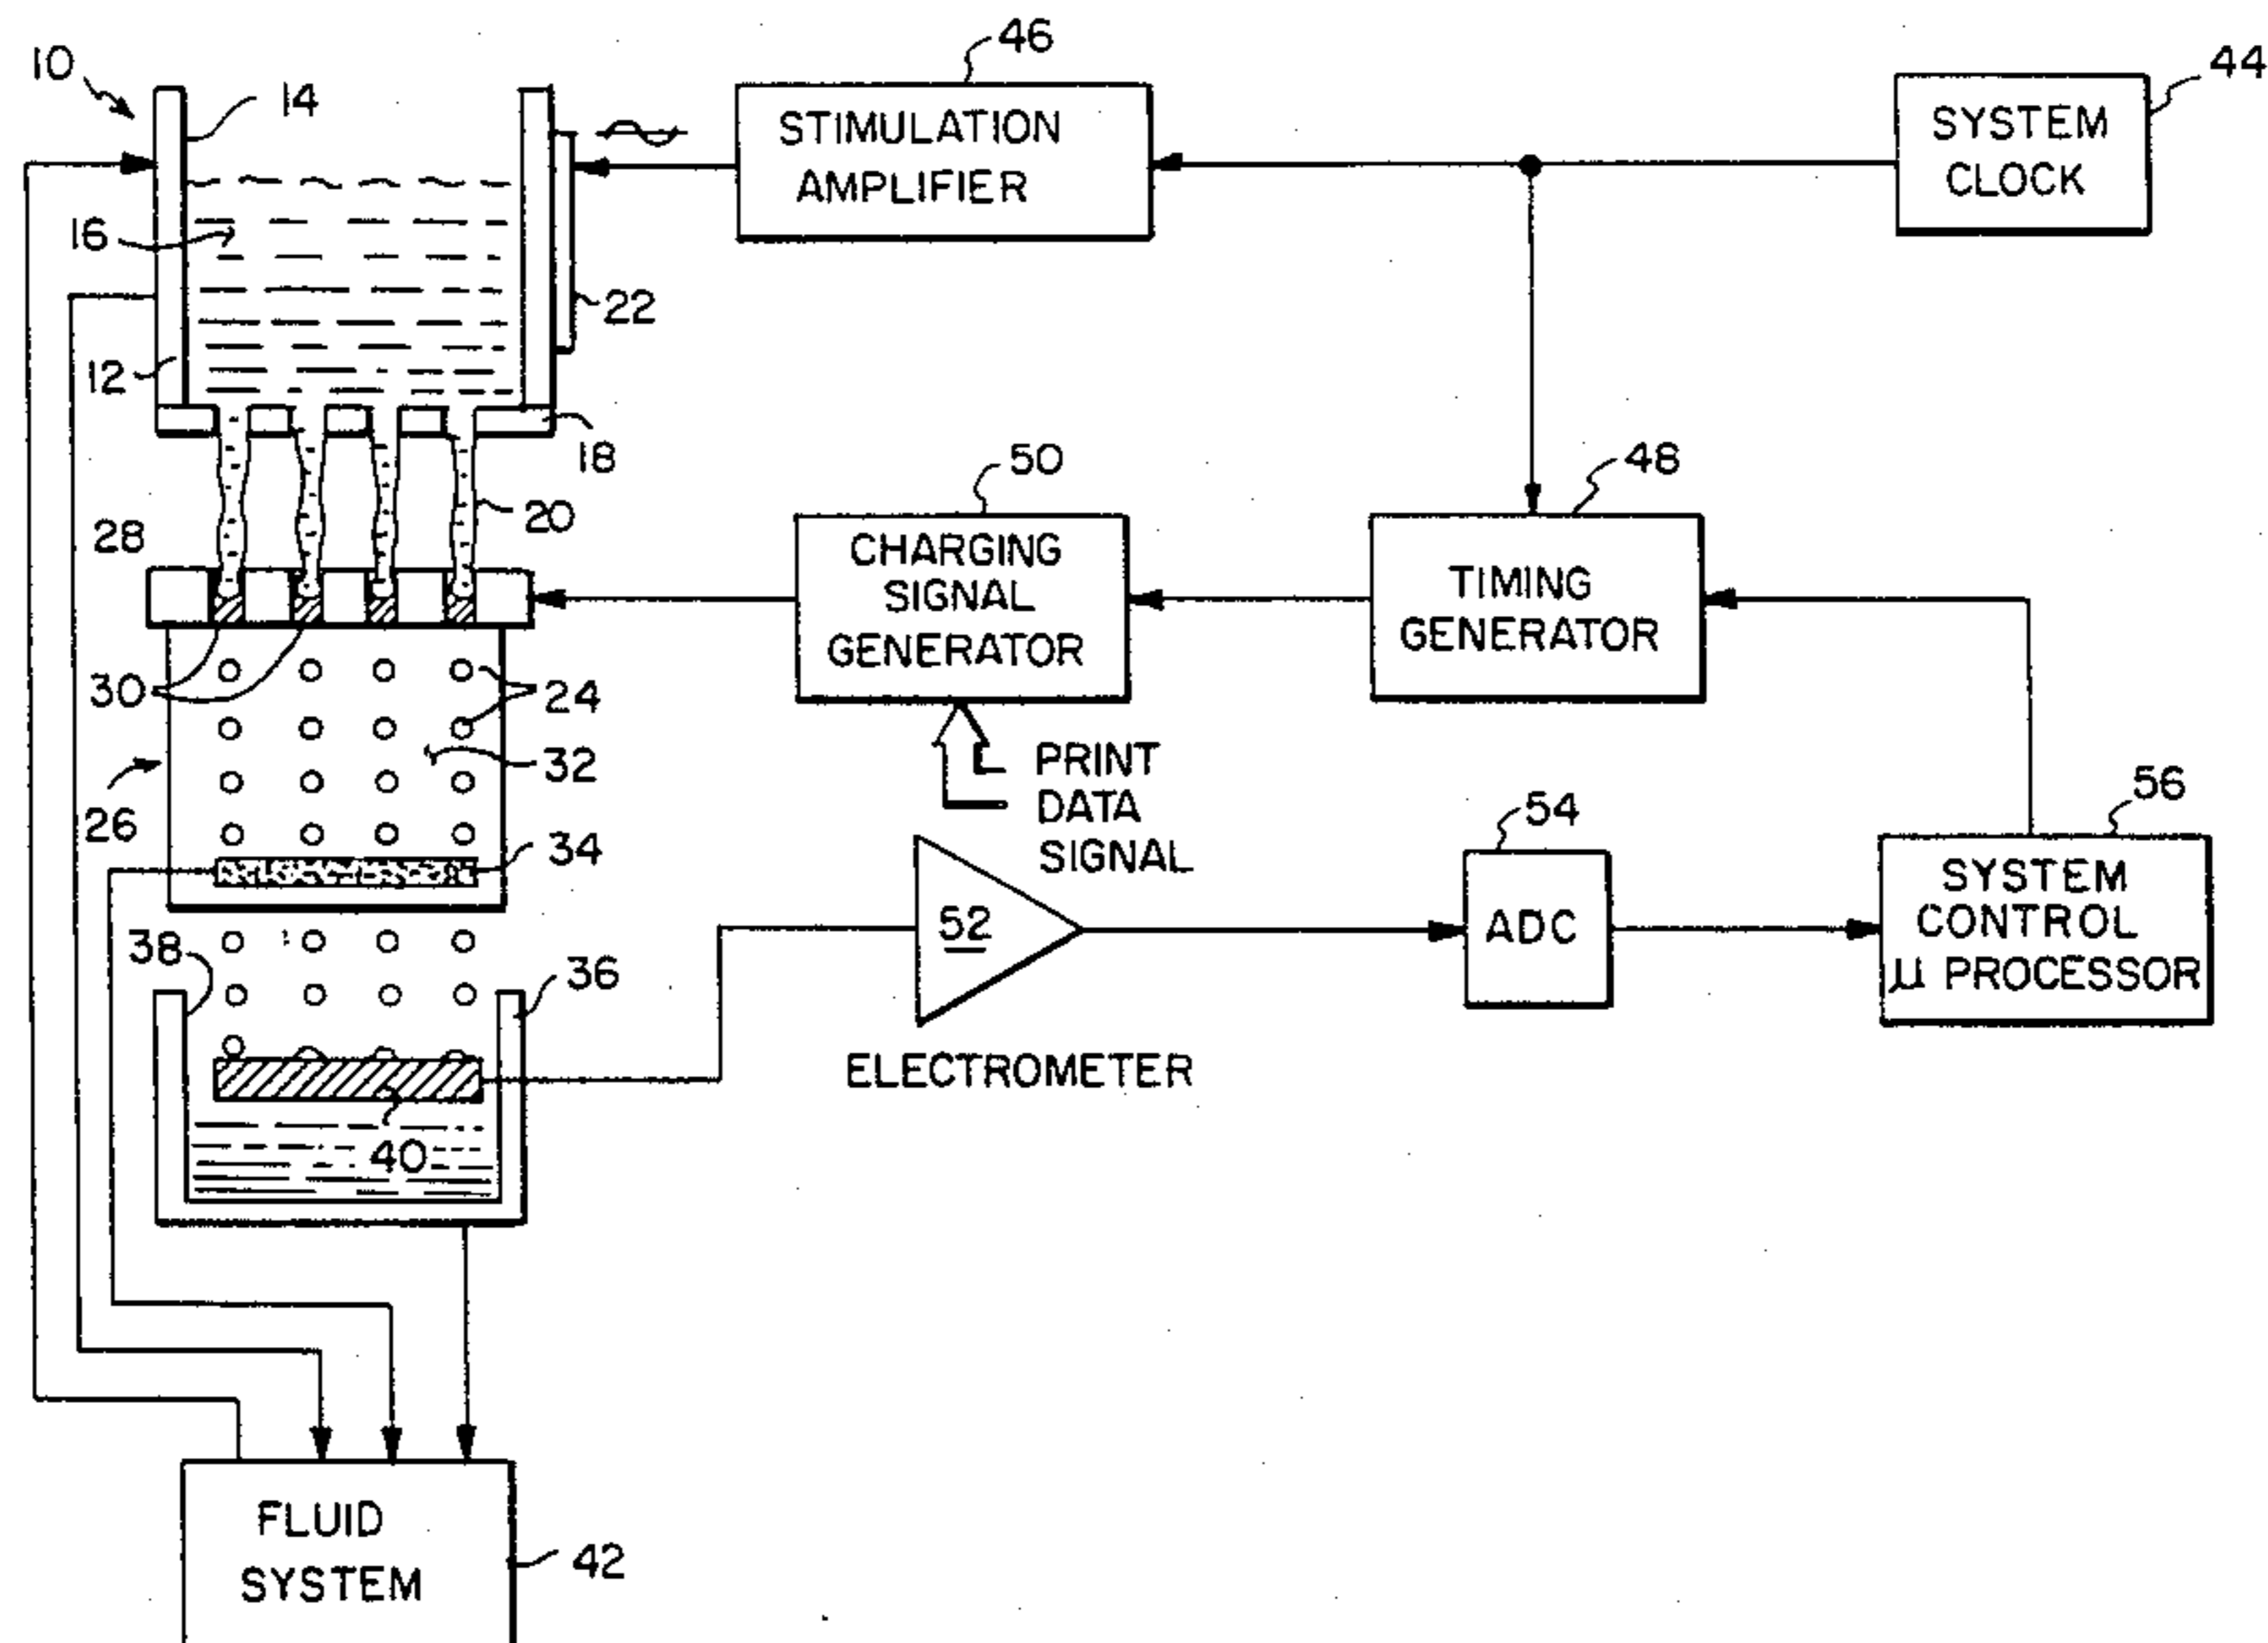 10
14
46
44
STIMULATION
AMPLIFIER
SYSTEM
CLOCK
16
22
12
18
20
28
50
48
CHARGING
SIGNAL
GENERATOR
TIMING
GENERATOR
30
24
32
26
PRINT
DATA
SIGNAL
34
54
56
52
ADC
SYSTEM
CONTROL
μ PROCESSOR
38
36
ELECTROMETER
40
FLUID
SYSTEM
42